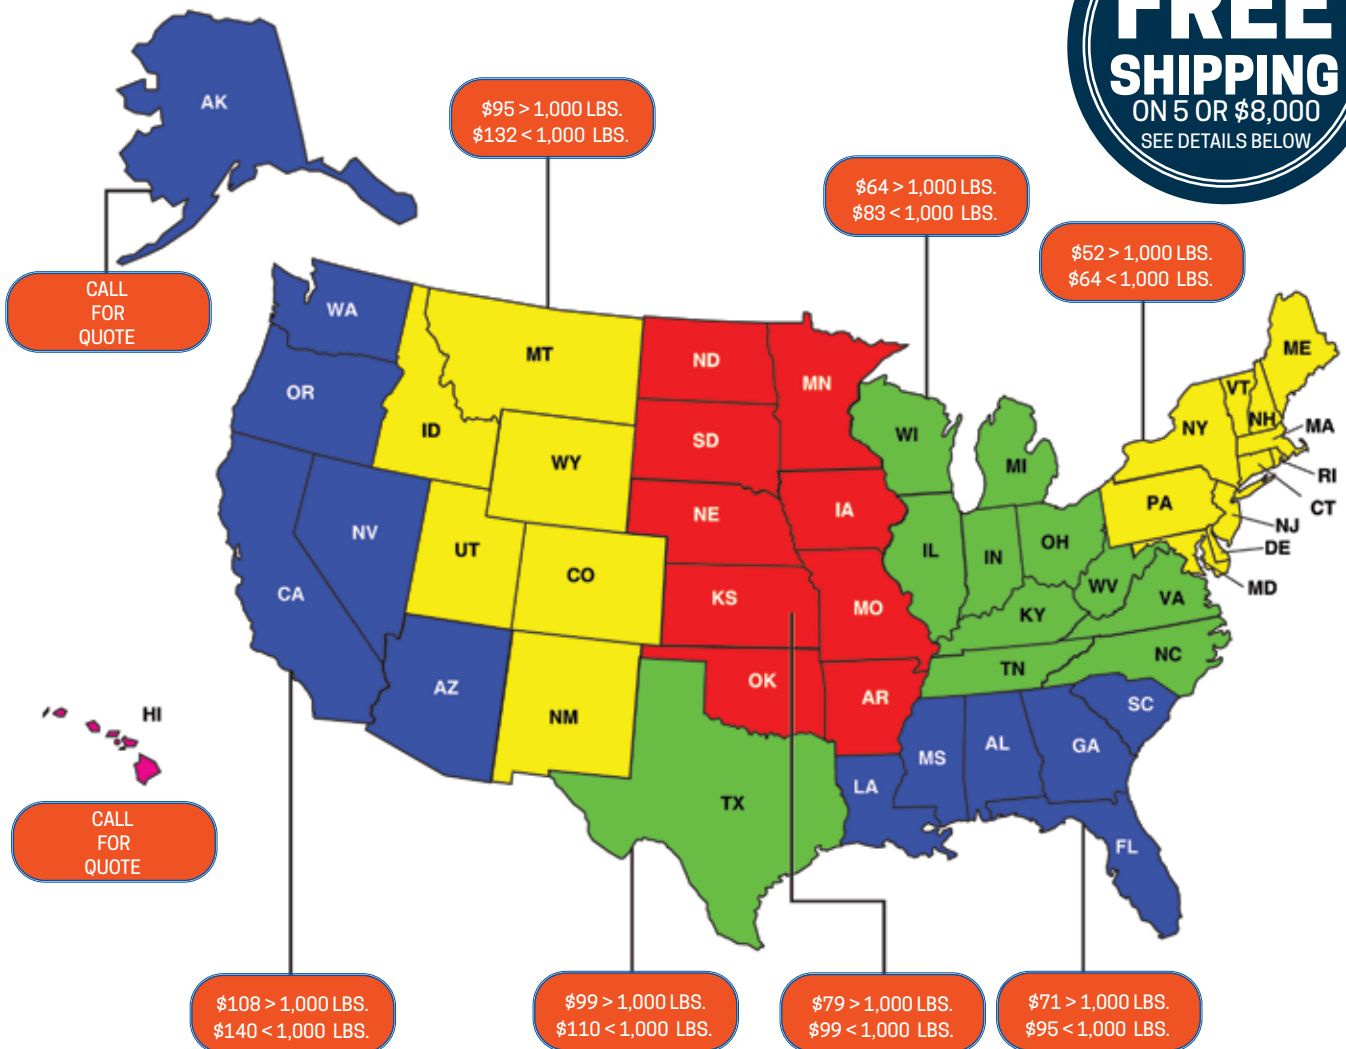 FREE
SHIPPING
ON 5 OR $8,000
SEE DETAILS BELOW
AK
$95 > 1,000 LBS.
$132 < 1,000 LBS.
$64 > 1,000 LBS.
$83 < 1,000 LBS.
$52 > 1,000 LBS.
$64 < 1,000 LBS.
CALL
FOR
QUOTE
WA
OR
CA
NV
AZ
MT
ID
WY
UT
CO
NM
ND
SD
NE
KS
OK
TX
MN
IA
MO
AR
LA
WI
MI
IL
IN
OH
KY
WV
VA
TN
NC
MS
AL
GA
SC
FL
ME
VT
NH
NY
MA
RI
CT
PA
NJ
DE
MD
HI
CALL
FOR
QUOTE
$108 > 1,000 LBS.
$140 < 1,000 LBS.
$99 > 1,000 LBS.
$110 < 1,000 LBS.
$79 > 1,000 LBS.
$99 < 1,000 LBS.
$71 > 1,000 LBS.
$95 < 1,000 LBS.